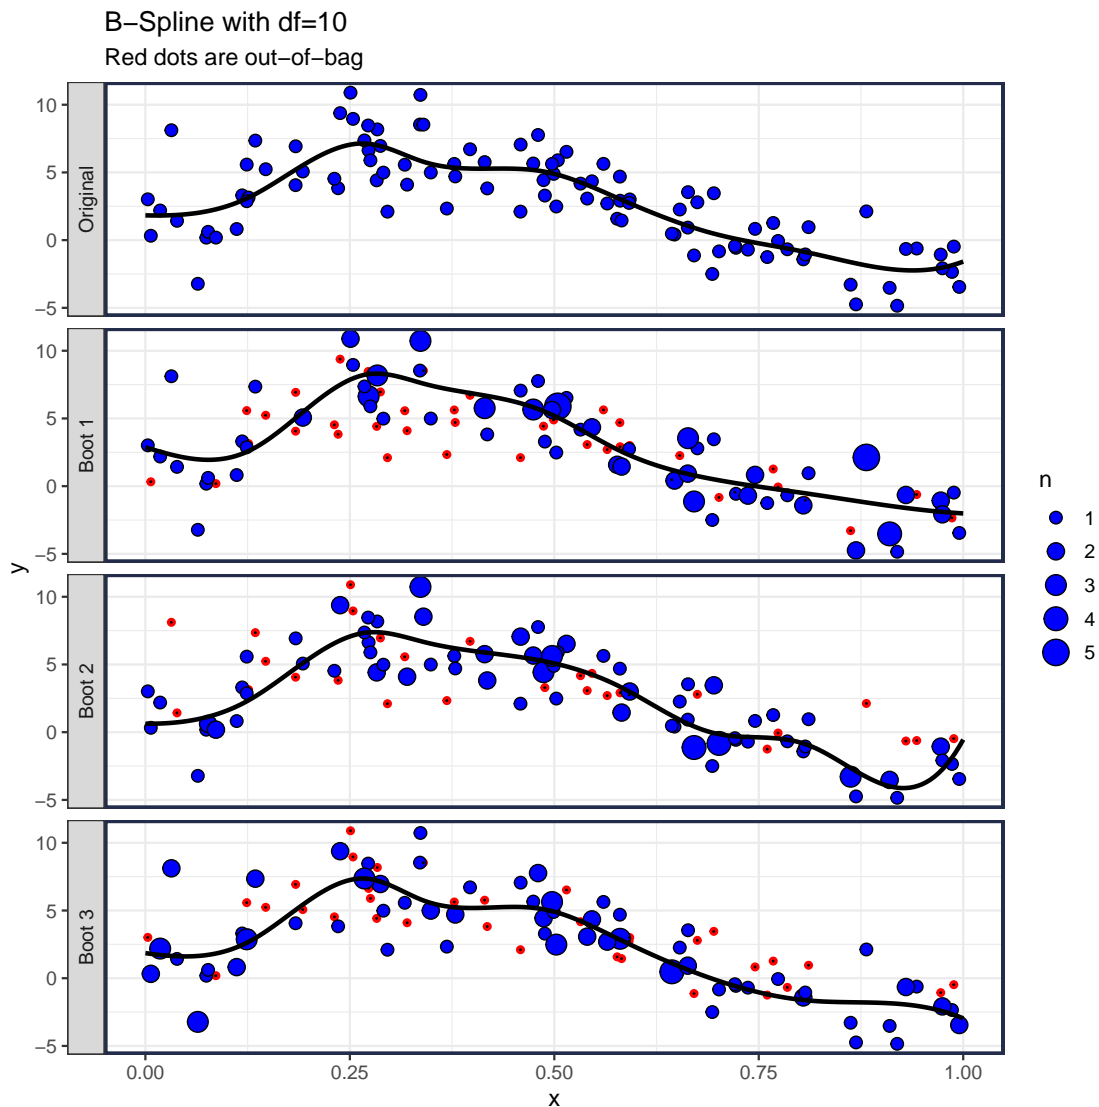 B−Spline with df=10
Red dots are out−of−bag
Original
10
5
0
−5
Boot 1
10
5
0
−5
Boot 2
10
5
0
−5
Boot 3
10
5
0
−5
y
0.00 0.25 0.50 0.75 1.00
x
n
1
2
3
4
5